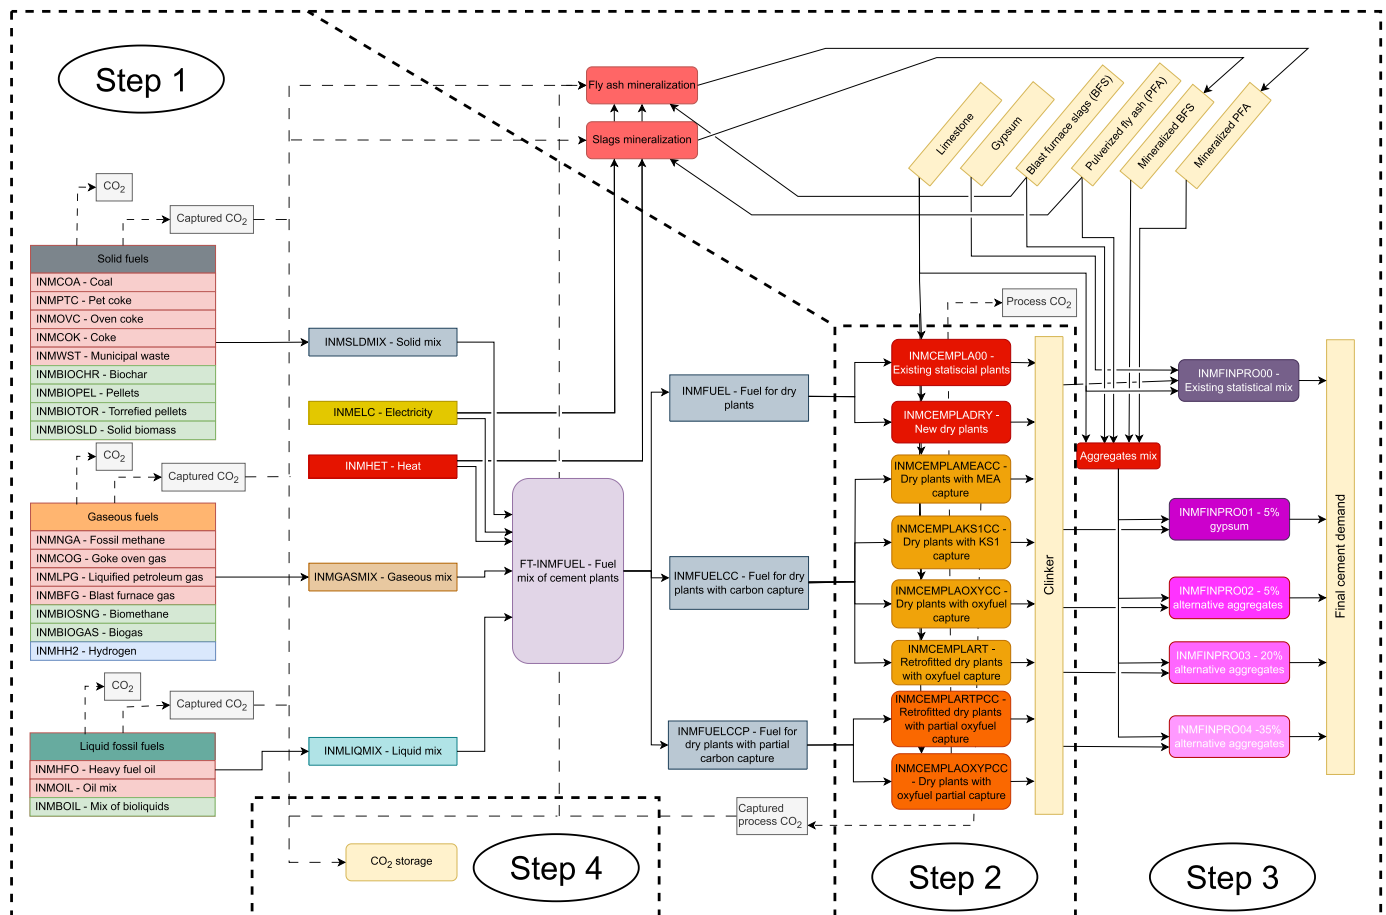 Step 1
Fly ash mineralization
Slags mineralization
Limestone
Gypsum
Blast furnace slags (BFS)
Pulverized fly ash (PFA)
Mineralized BFS
Mineralized PFA
CO2
Captured CO2
Solid fuels
INMCOA - Coal
INMPTC - Pet coke
INMOVC - Oven coke
INMCOK - Coke
INMWST - Municipal waste
INMBIOCHR - Biochar
INMBIOPEL - Pellets
INMBIOTOR - Torrefied pellets
INMBIOSLD - Solid biomass
CO2
Captured CO2
Gaseous fuels
INMNGA - Fossil methane
INMCOG - Goke oven gas
INMLPG - Liquified petroleum gas
INMBFG - Blast furnace gas
INMBIOSNG - Biomethane
INMBIOGAS - Biogas
INMHH2 - Hydrogen
CO2
Captured CO2
Liquid fossil fuels
INMHFO - Heavy fuel oil
INMOIL - Oil mix
INMBOIL - Mix of bioliquids
INMSLDMIX - Solid mix
INMELC - Electricity
INMHET - Heat
INMGASMIX - Gaseous mix
INMLIQMIX - Liquid mix
FT-INMFUEL - Fuel
mix of cement plants
INMFUEL - Fuel for dry
plants
INMFUELCC - Fuel for dry
plants with carbon capture
INMFUELCCP - Fuel for
dry plants with partial
carbon capture
Process CO2
INMCEMPLA00 -
Existing statiscial plants
INMCEMPLADRY -
New dry plants
INMCEMPLAMEACC -
Dry plants with MEA
capture
INMCEMPLAKS1CC -
Dry plants with KS1
capture
INMCEMPLAOXYCC -
Dry plants with oxyfuel
capture
INMCEMPLART -
Retrofitted dry plants
with oxyfuel capture
INMCEMPLARTPCC -
Retrofitted dry plants
with partial oxyfuel
capture
INMCEMPLAOXYPCC
- Dry plants with
oxyfuel partial capture
Clinker
Captured
process CO2
Aggregates mix
INMFINPRO00 -
Existing statistical mix
INMFINPRO01 - 5%
gypsum
INMFINPRO02 - 5%
alternative aggregates
INMFINPRO03 - 20%
alternative aggregates
INMFINPRO04 -35%
alternative aggregates
Final cement demand
CO2 storage
Step 4
Step 2
Step 3